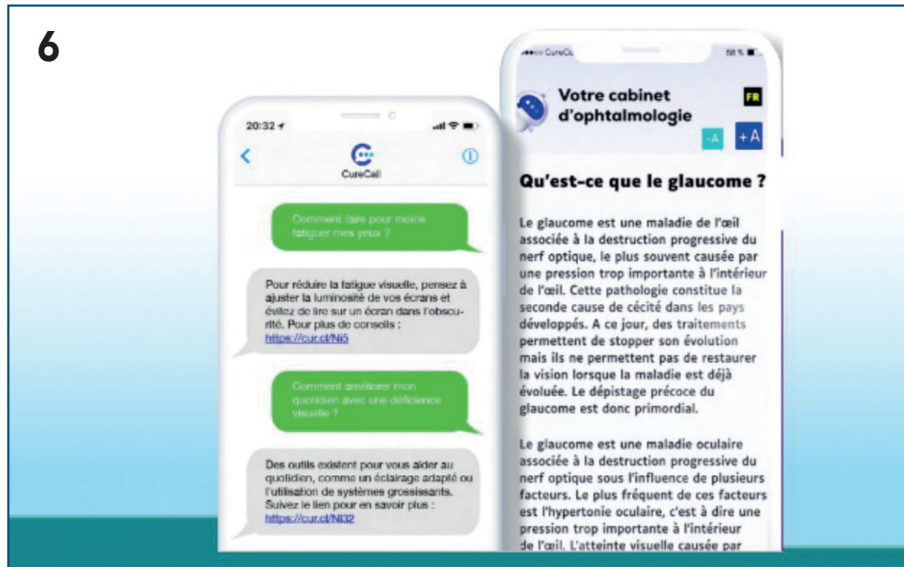 6
20:32
CureCall
Comment faire pour moins
fatiguer mes yeux ?
Pour réduire la fatigue visuelle, pensez à
ajuster la luminosité de vos écrans et
évitez de lire sur un écran dans l'obscu-
rité. Pour plus de conseils :
https://cur.cl/Ni5
Comment améliorer mon
quotidien avec une déficience
visuelle ?
Des outils existent pour vous aider au
quotidien, comme un éclairage adapté ou
l'utilisation de systèmes grossissants.
Suivez le lien pour en savoir plus :
https://cur.cl/Ni32
CureCc
58 %
Votre cabinet
d'ophtalmologie
FR
-A
+A
Qu'est-ce que le glaucome ?
Le glaucome est une maladie de l'œil
associée à la destruction progressive du
nerf optique, le plus souvent causée par
une pression trop importante à l'intérieur
de l'œil. Cette pathologie constitue la
seconde cause de cécité dans les pays
développés. A ce jour, des traitements
permettent de stopper son évolution
mais ils ne permettent pas de restaurer
la vision lorsque la maladie est déjà
évoluée. Le dépistage précoce du
glaucome est donc primordial.
Le glaucome est une maladie oculaire
associée à la destruction progressive du
nerf optique sous l'influence de plusieurs
facteurs. Le plus fréquent de ces facteurs
est l'hypertonie oculaire, c'est à dire une
pression trop importante à l'intérieur
de l'œil. L'atteinte visuelle causée par